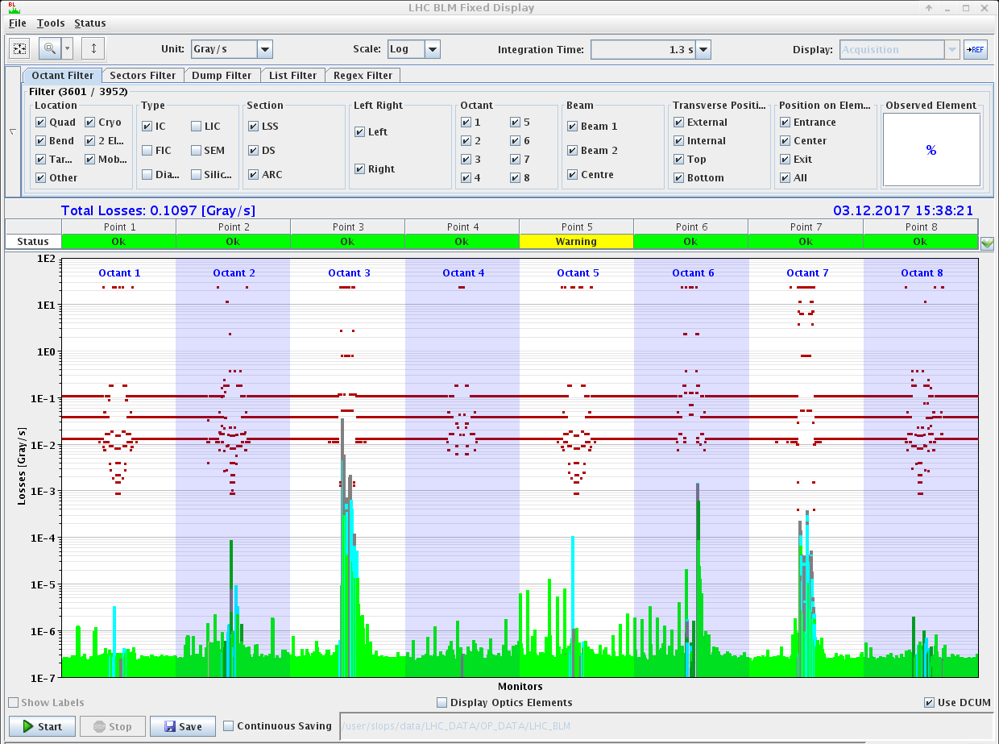 BL LHC BLM Fixed Display
File Tools Status
Unit: Gray/s Scale: Log Integration Time: 1.3 s Display: Acquisition →REF
Octant Filter Sectors Filter Dump Filter List Filter Regex Filter
Filter (3601 / 3952)
Location Type Section Left Right Octant Beam Transverse Positi... Position on Elem... Observed Element
Quad Cryo IC LIC LSS Left 1 5 Beam 1 External Entrance
Bend 2 El... FIC SEM DS 2 6 Beam 2 Internal Center %
Tar... Mob... Right 3 7 Top Exit
Other Dia... Silic... ARC 4 8 Centre Bottom All
Total Losses: 0.1097 [Gray/s] 03.12.2017 15:38:21
Point 1 Point 2 Point 3 Point 4 Point 5 Point 6 Point 7 Point 8
Status Ok Ok Ok Ok Warning Ok Ok Ok
1E2
Octant 1 Octant 2 Octant 3 Octant 4 Octant 5 Octant 6 Octant 7 Octant 8
1E1
1E0
1E-1
1E-2
Losses [Gray/s]
1E-3
1E-4
1E-5
1E-6
1E-7
Monitors
Show Labels Display Optics Elements Use DCUM
Start Stop Save Continuous Saving /user/slops/data/LHC_DATA/OP_DATA/LHC_BLM